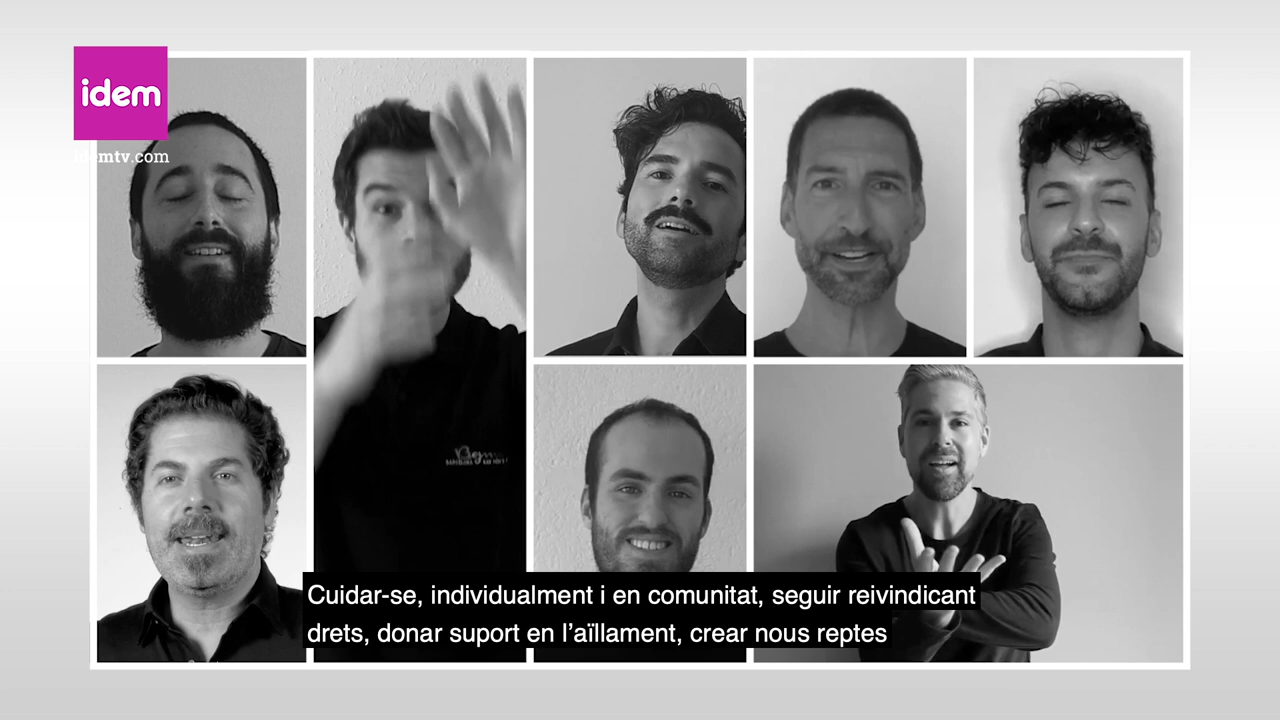 idem
idemtv.com
Cuidar-se, individualment i en comunitat, seguir reivindicant
drets, donar suport en l’aïllament, crear nous reptes